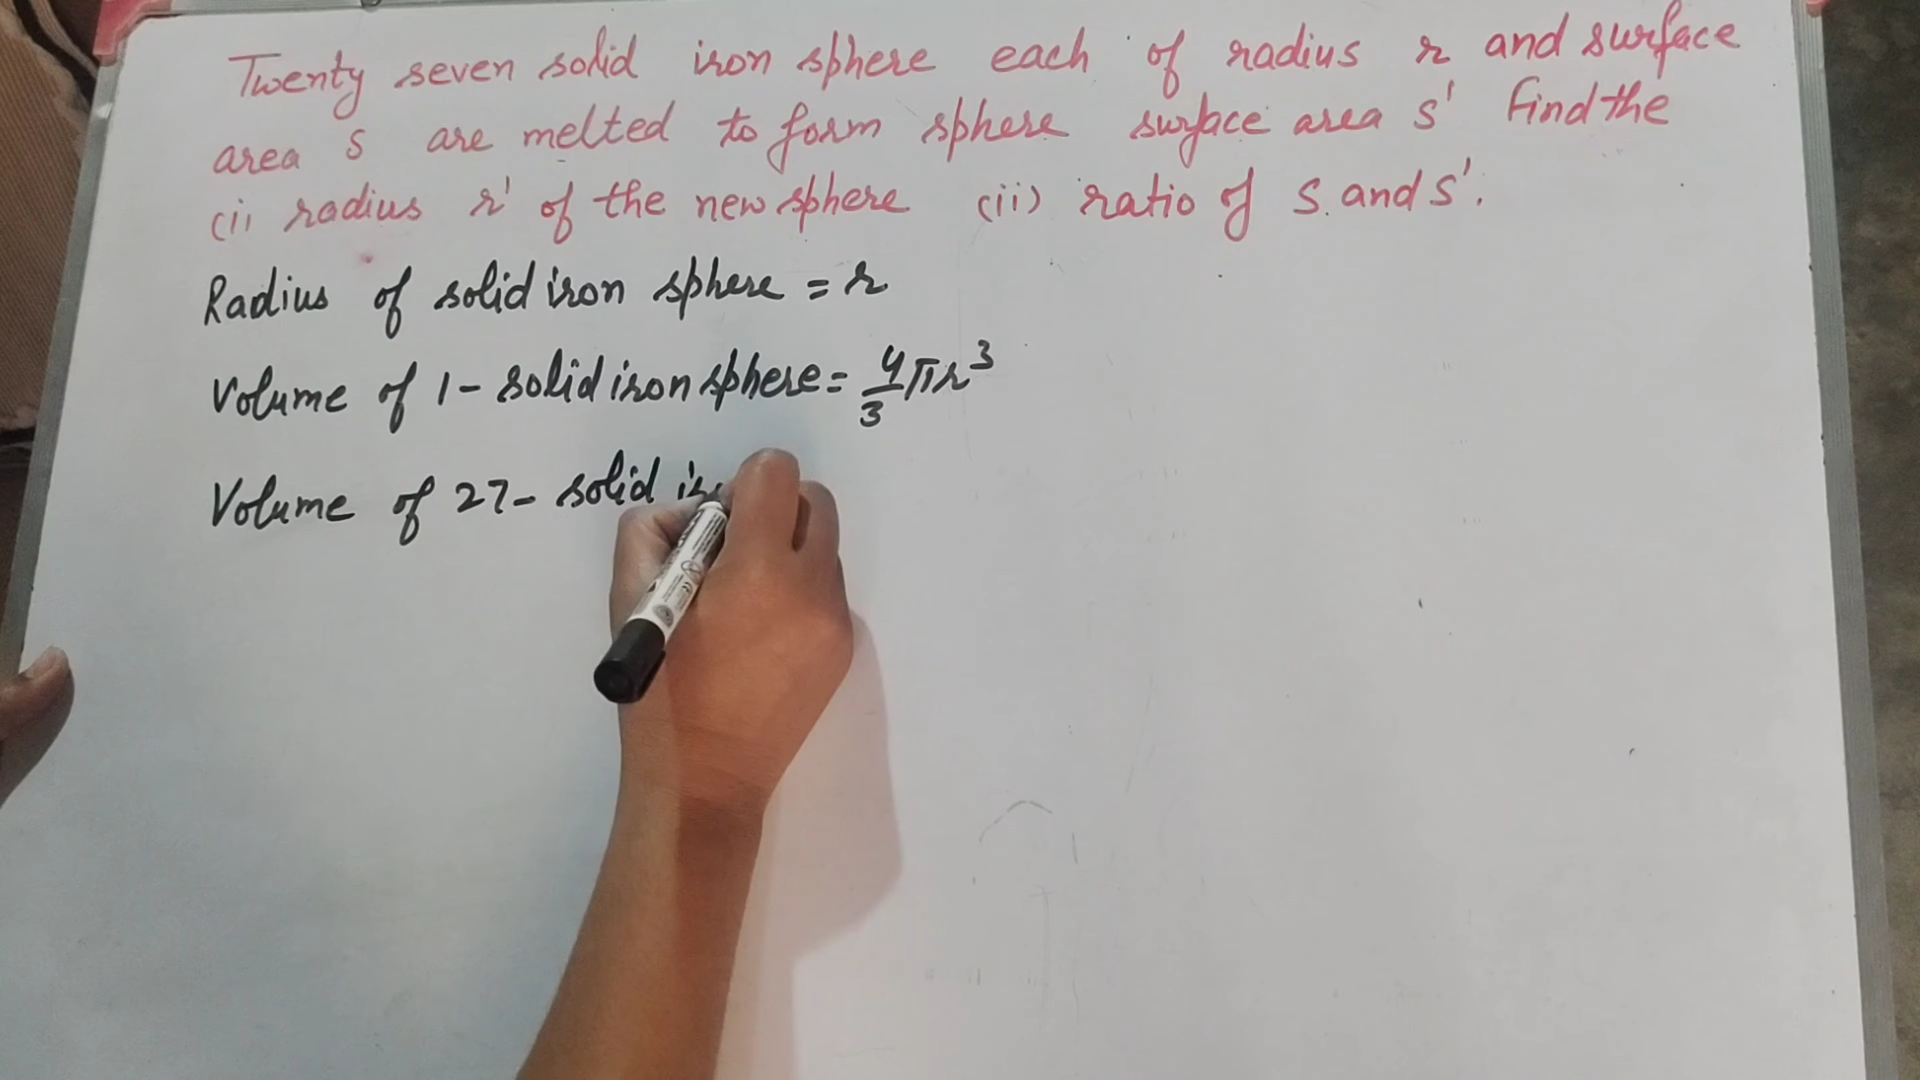 Twenty seven solid iron sphere each of radius r and surface
area S are melted to form sphere surface area S' Find the
(i) radius r' of the new sphere (ii) ratio of S and S'.
Radius of solid iron sphere = r
Volume of 1- solid iron sphere = 4/3 πr³
Volume of 27- solid